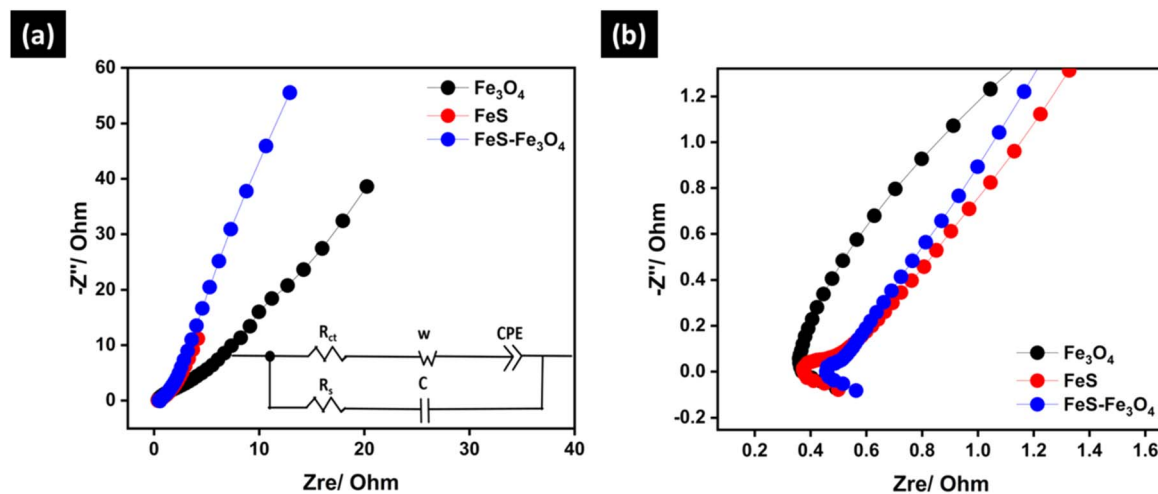 (a)
60
50
40
30
20
10
0
-Z"/ Ohm
Fe₃O₄
FeS
FeS-Fe₃O₄
R_ct
w
CPE
R_s
C
0
10
20
30
40
Zre/ Ohm
(b)
1.2
1.0
0.8
0.6
0.4
0.2
0.0
-0.2
-Z"/ Ohm
Fe₃O₄
FeS
FeS-Fe₃O₄
0.2
0.4
0.6
0.8
1.0
1.2
1.4
1.6
Zre/ Ohm